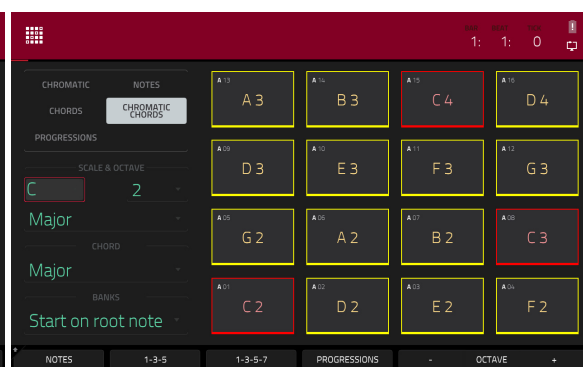 BAR: BEAT: TICK
1: 1: 0
CHROMATIC NOTES
CHORDS CHROMATIC CHORDS
PROGRESSIONS
SCALE & OCTAVE
C 2
Major
CHORD
Major
BANKS
Start on root note
A 13 A 14 A 15 A 16
A 3 B 3 C 4 D 4
A 09 A 10 A 11 A 12
D 3 E 3 F 3 G 3
A 05 A 06 A 07 A 08
G 2 A 2 B 2 C 3
A 01 A 02 A 03 A 04
C 2 D 2 E 2 F 2
NOTES 1-3-5 1-3-5-7 PROGRESSIONS - OCTAVE +